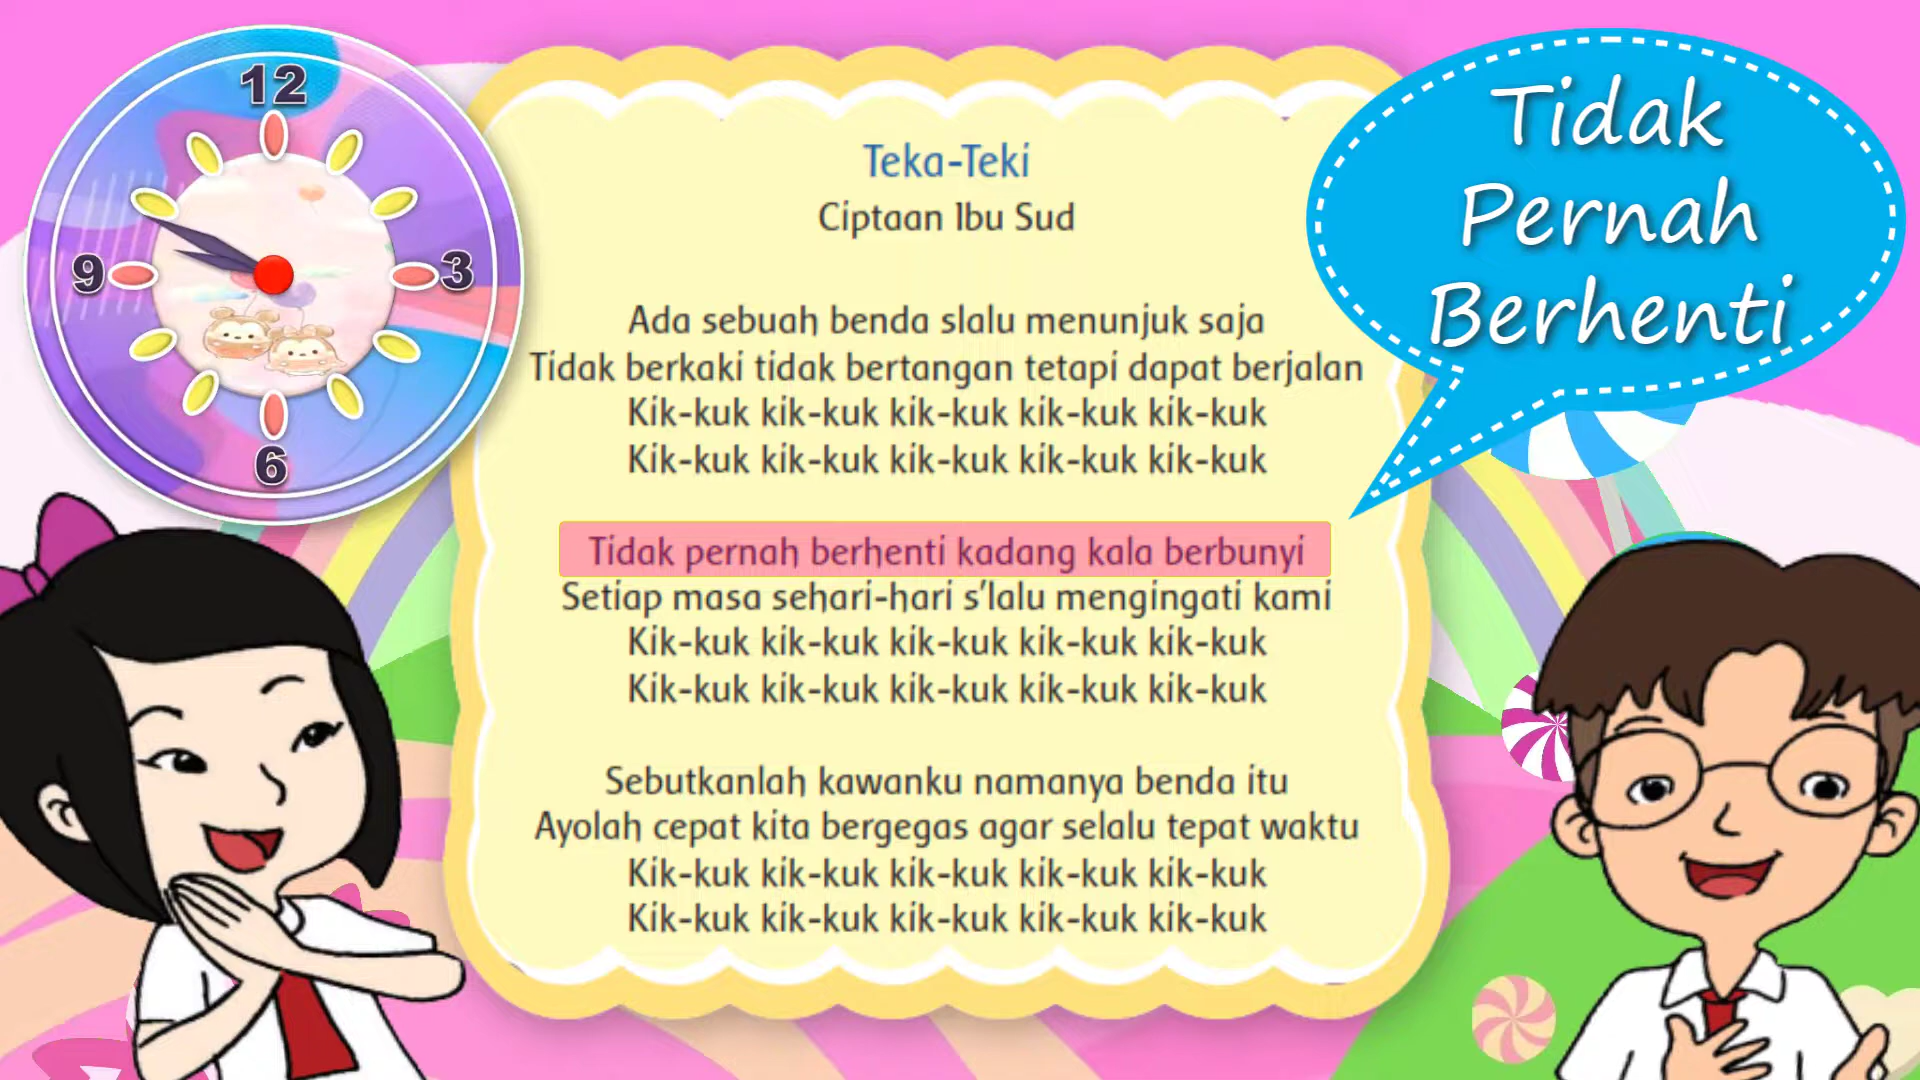 12
9
3
6
Teka-Teki
Ciptaan Ibu Sud
Ada sebuah benda slalu menunjuk saja
Tidak berkaki tidak bertangan tetapi dapat berjalan
Kik-kuk kik-kuk kik-kuk kik-kuk kik-kuk
Kik-kuk kik-kuk kik-kuk kik-kuk kik-kuk
Tidak pernah berhenti kadang kala berbunyi
Setiap masa sehari-hari s'lalu mengingati kami
Kik-kuk kik-kuk kik-kuk kik-kuk kik-kuk
Kik-kuk kik-kuk kik-kuk kik-kuk kik-kuk
Sebutkanlah kawanku namanya benda itu
Ayolah cepat kita bergegas agar selalu tepat waktu
Kik-kuk kik-kuk kik-kuk kik-kuk kik-kuk
Kik-kuk kik-kuk kik-kuk kik-kuk kik-kuk
Tidak
Pernah
Berhenti